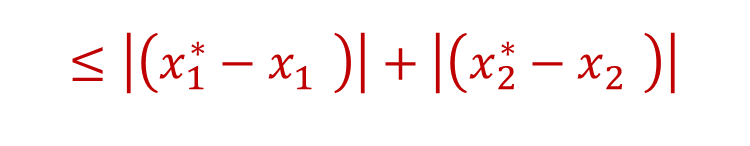 ≤ |(x₁* − x₁ )| + |(x₂* − x₂ )|